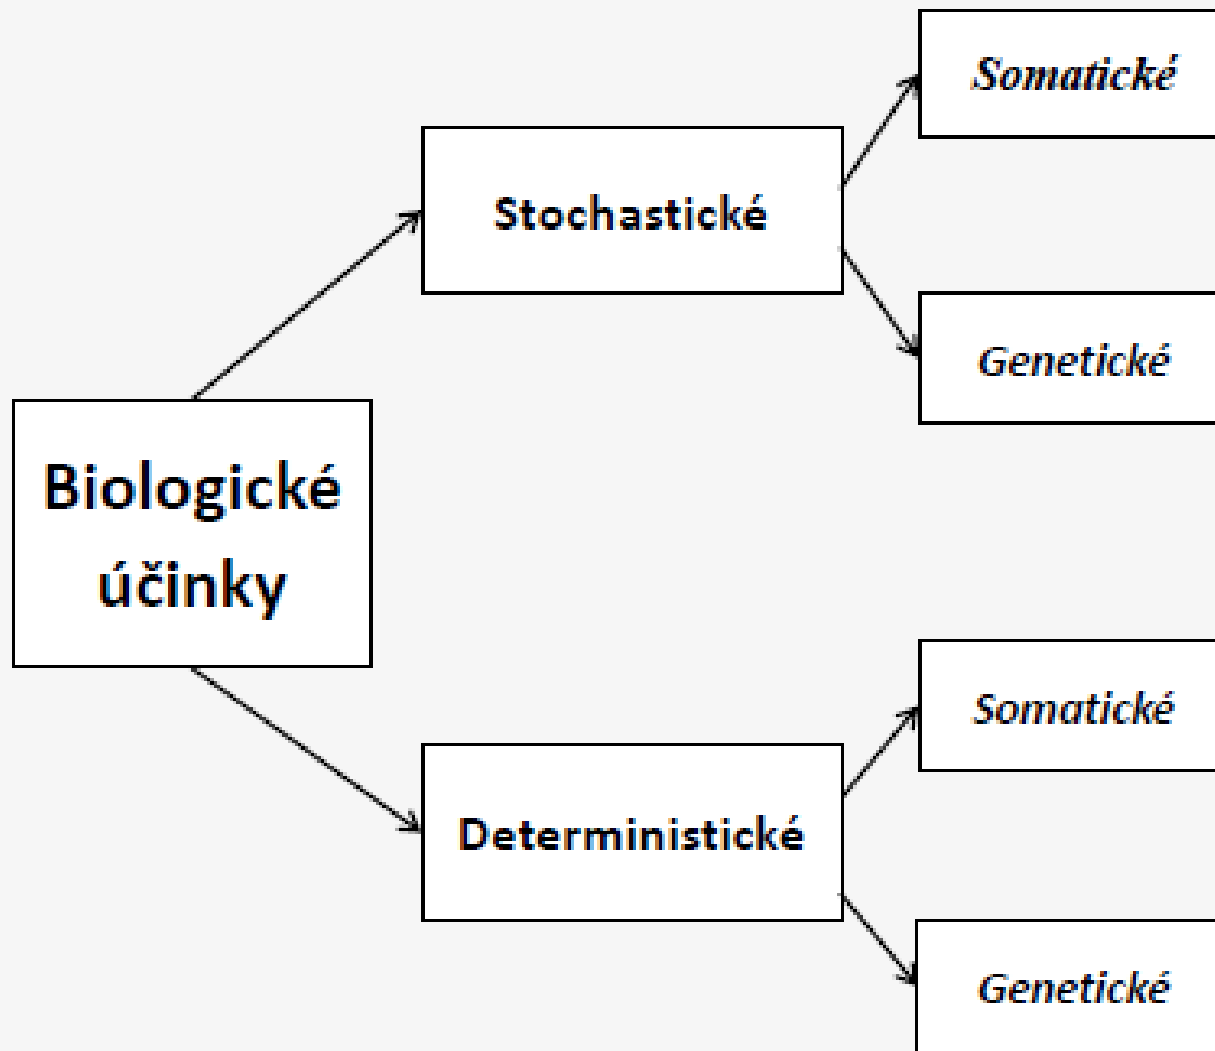 Somatické
Stochastické
Genetické
Biologické
účinky
Somatické
Deterministické
Genetické